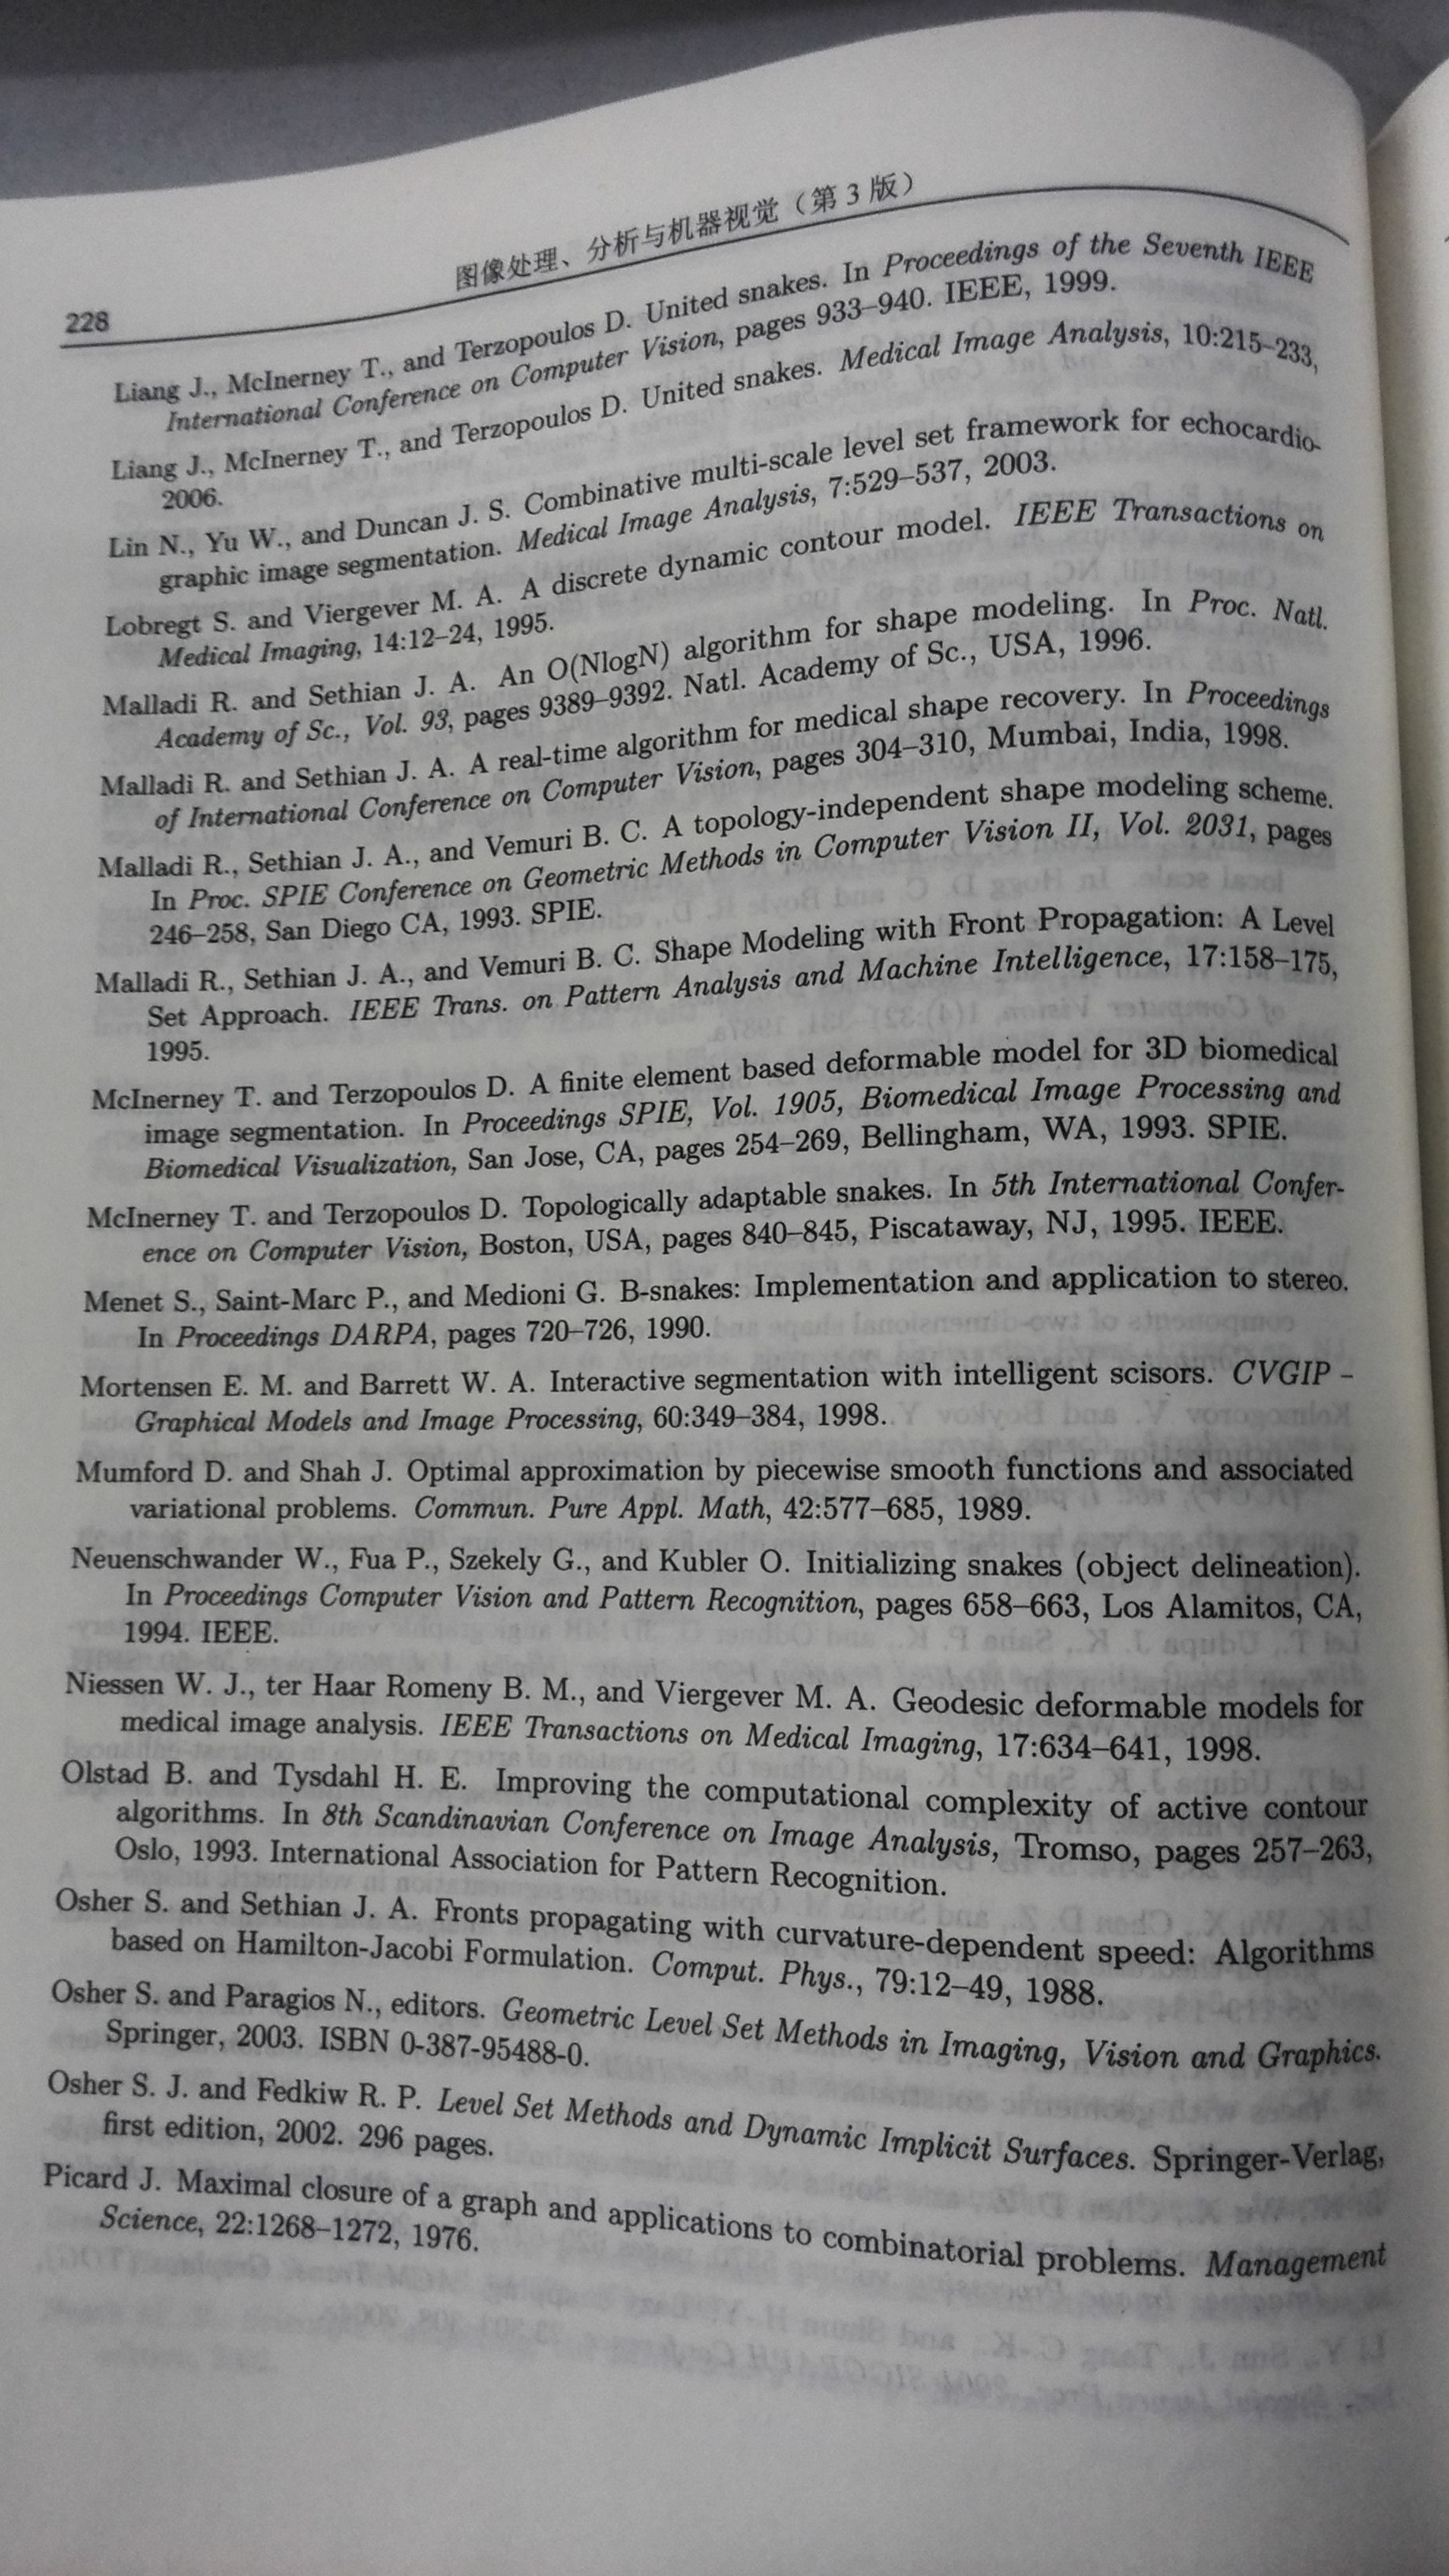 图像处理、分析与机器视觉（第 3 版）
228
Liang J., McInerney T., and Terzopoulos D. United snakes. In Proceedings of the Seventh IEEE
International Conference on Computer Vision, pages 933–940. IEEE, 1999.
Liang J., McInerney T., and Terzopoulos D. United snakes. Medical Image Analysis, 10:215–233,
2006.
Lin N., Yu W., and Duncan J. S. Combinative multi-scale level set framework for echocardio-
graphic image segmentation. Medical Image Analysis, 7:529–537, 2003.
Lobregt S. and Viergever M. A. A discrete dynamic contour model. IEEE Transactions on
Medical Imaging, 14:12–24, 1995.
Malladi R. and Sethian J. A. An O(NlogN) algorithm for shape modeling. In Proc. Natl.
Academy of Sc., Vol. 93, pages 9389–9392. Natl. Academy of Sc., USA, 1996.
Malladi R. and Sethian J. A. A real-time algorithm for medical shape recovery. In Proceedings
of International Conference on Computer Vision, pages 304–310, Mumbai, India, 1998.
Malladi R., Sethian J. A., and Vemuri B. C. A topology-independent shape modeling scheme.
In Proc. SPIE Conference on Geometric Methods in Computer Vision II, Vol. 2031, pages
246–258, San Diego CA, 1993. SPIE.
Malladi R., Sethian J. A., and Vemuri B. C. Shape Modeling with Front Propagation: A Level
Set Approach. IEEE Trans. on Pattern Analysis and Machine Intelligence, 17:158–175,
1995.
McInerney T. and Terzopoulos D. A finite element based deformable model for 3D biomedical
image segmentation. In Proceedings SPIE, Vol. 1905, Biomedical Image Processing and
Biomedical Visualization, San Jose, CA, pages 254–269, Bellingham, WA, 1993. SPIE.
McInerney T. and Terzopoulos D. Topologically adaptable snakes. In 5th International Confer-
ence on Computer Vision, Boston, USA, pages 840–845, Piscataway, NJ, 1995. IEEE.
Menet S., Saint-Marc P., and Medioni G. B-snakes: Implementation and application to stereo.
In Proceedings DARPA, pages 720–726, 1990.
Mortensen E. M. and Barrett W. A. Interactive segmentation with intelligent scisors. CVGIP –
Graphical Models and Image Processing, 60:349–384, 1998.
Mumford D. and Shah J. Optimal approximation by piecewise smooth functions and associated
variational problems. Commun. Pure Appl. Math, 42:577–685, 1989.
Neuenschwander W., Fua P., Szekely G., and Kubler O. Initializing snakes (object delineation).
In Proceedings Computer Vision and Pattern Recognition, pages 658–663, Los Alamitos, CA,
1994. IEEE.
Niessen W. J., ter Haar Romeny B. M., and Viergever M. A. Geodesic deformable models for
medical image analysis. IEEE Transactions on Medical Imaging, 17:634–641, 1998.
Olstad B. and Tysdahl H. E. Improving the computational complexity of active contour
algorithms. In 8th Scandinavian Conference on Image Analysis, Tromso, pages 257–263,
Oslo, 1993. International Association for Pattern Recognition.
Osher S. and Sethian J. A. Fronts propagating with curvature-dependent speed: Algorithms
based on Hamilton-Jacobi Formulation. Comput. Phys., 79:12–49, 1988.
Osher S. and Paragios N., editors. Geometric Level Set Methods in Imaging, Vision and Graphics.
Springer, 2003. ISBN 0-387-95488-0.
Osher S. J. and Fedkiw R. P. Level Set Methods and Dynamic Implicit Surfaces. Springer-Verlag,
first edition, 2002. 296 pages.
Picard J. Maximal closure of a graph and applications to combinatorial problems. Management
Science, 22:1268–1272, 1976.